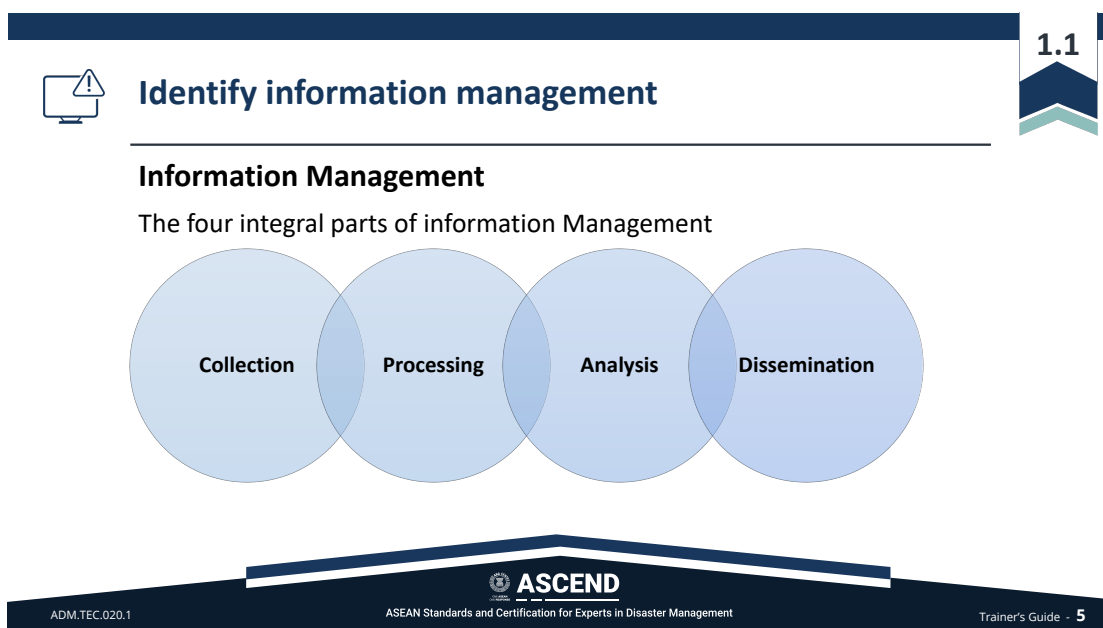 1.1
Identify information management
Information Management
The four integral parts of information Management
Collection
Processing
Analysis
Dissemination
ASCEND
ASEAN Standards and Certification for Experts in Disaster Management
ADM.TEC.020.1
Trainer's Guide - 5